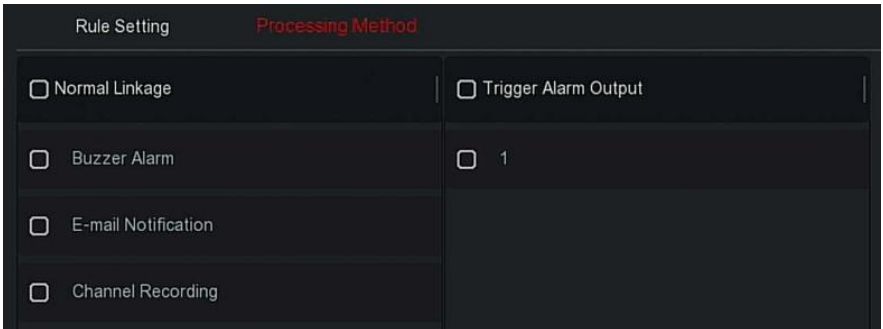 Rule Setting
Processing Method
Normal Linkage
Trigger Alarm Output
Buzzer Alarm
1
E-mail Notification
Channel Recording